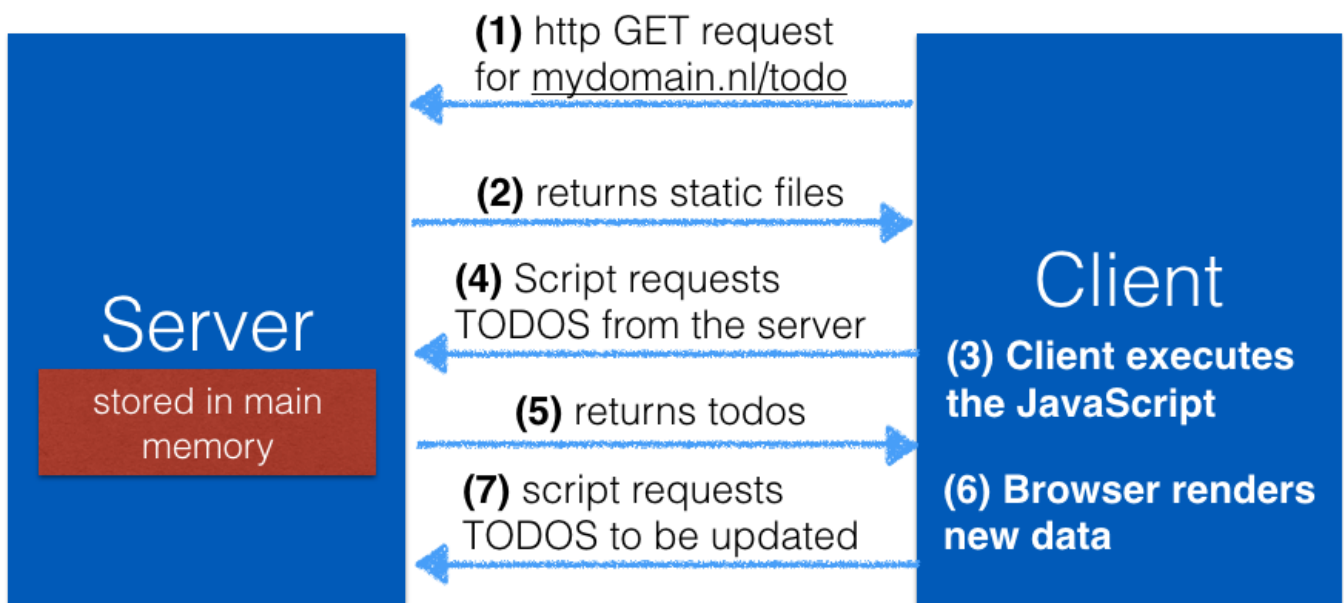 (1) http GET request
for mydomain.nl/todo
(2) returns static files
Server
stored in main
memory
(4) Script requests
TODOS from the server
(5) returns todos
(7) script requests
TODOS to be updated
Client
(3) Client executes
the JavaScript
(6) Browser renders
new data